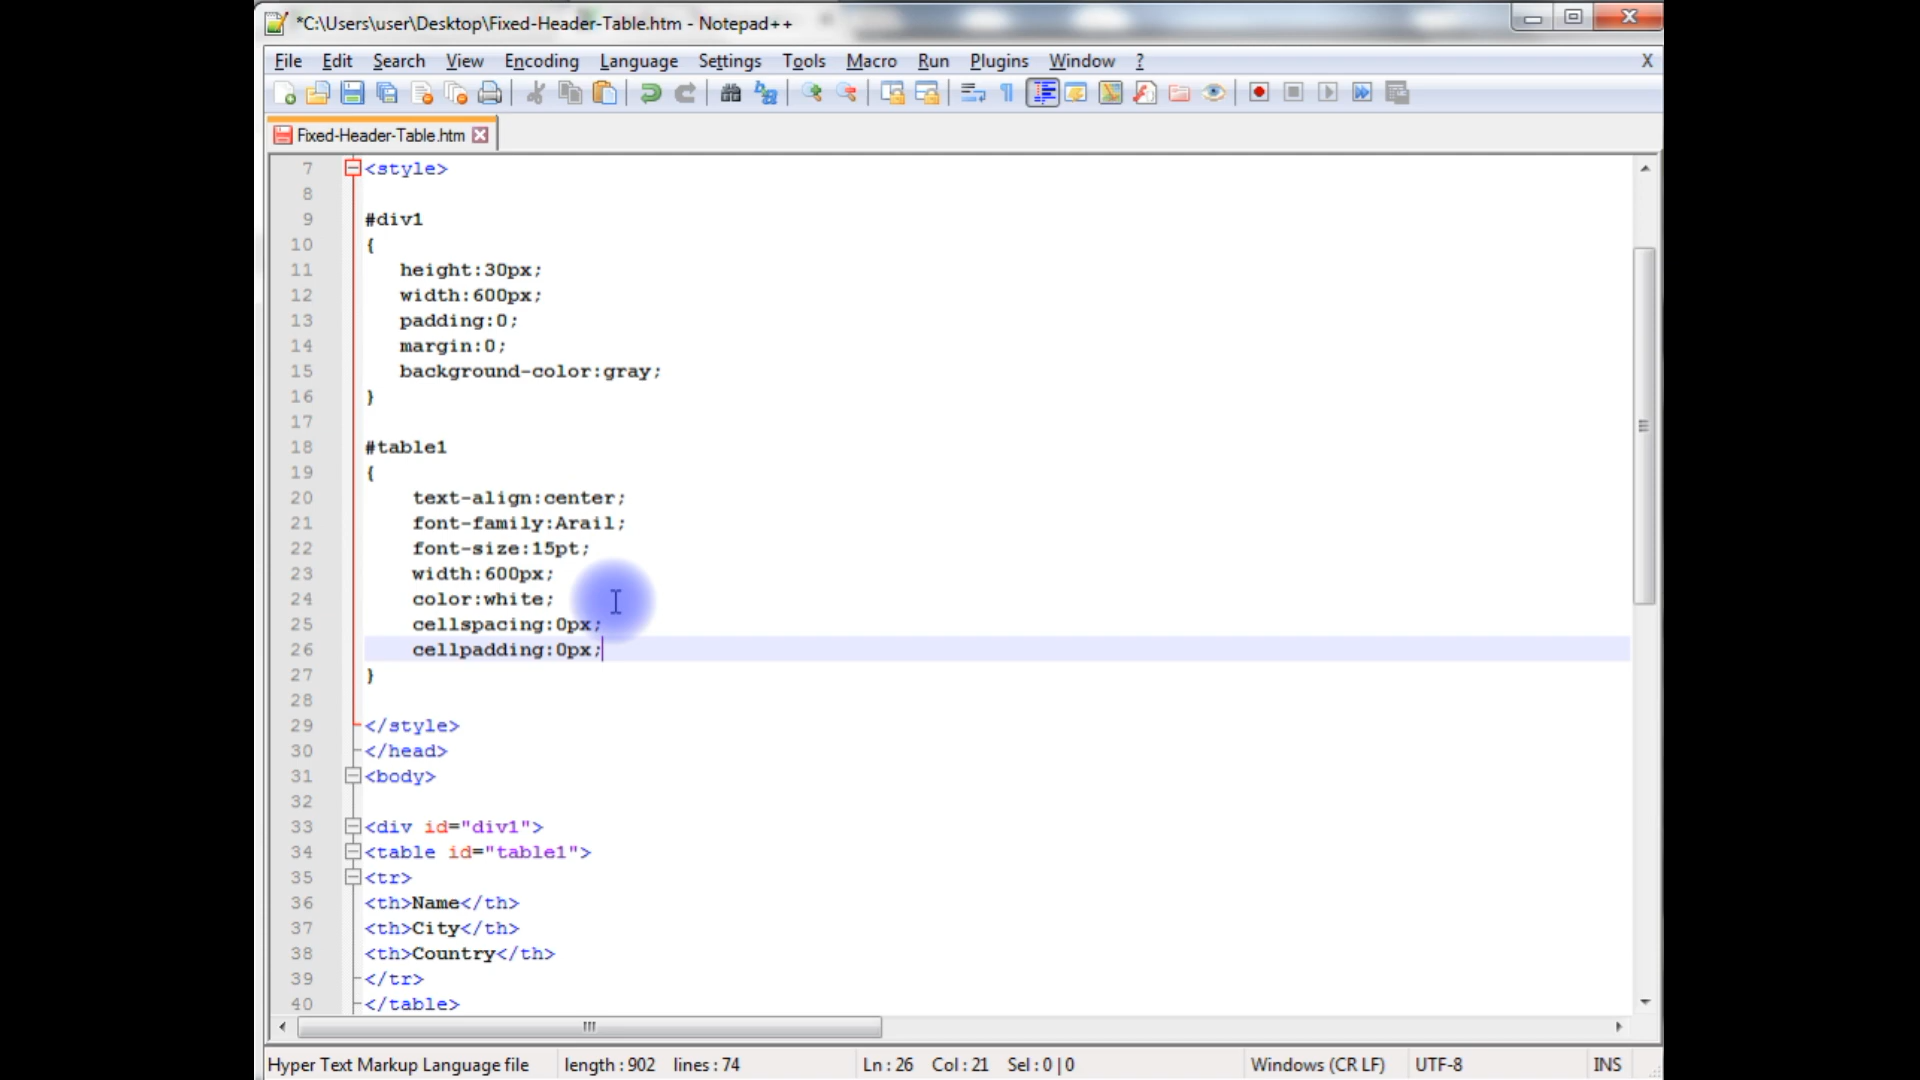 *C:\Users\user\Desktop\Fixed-Header-Table.htm - Notepad++
File Edit Search View Encoding Language Settings Tools Macro Run Plugins Window ? X
Fixed-Header-Table.htm
7 <style>
8
9 #div1
10 {
11 height:30px;
12 width:600px;
13 padding:0;
14 margin:0;
15 background-color:gray;
16 }
17
18 #table1
19 {
20 text-align:center;
21 font-family:Arail;
22 font-size:15pt;
23 width:600px;
24 color:white;
25 cellspacing:0px;
26 cellpadding:0px;
27 }
28
29 </style>
30 </head>
31 <body>
32
33 <div id="div1">
34 <table id="table1">
35 <tr>
36 <th>Name</th>
37 <th>City</th>
38 <th>Country</th>
39 </tr>
40 </table>
Hyper Text Markup Language file length : 902 lines : 74 Ln : 26 Col : 21 Sel : 0 | 0 Windows (CR LF) UTF-8 INS